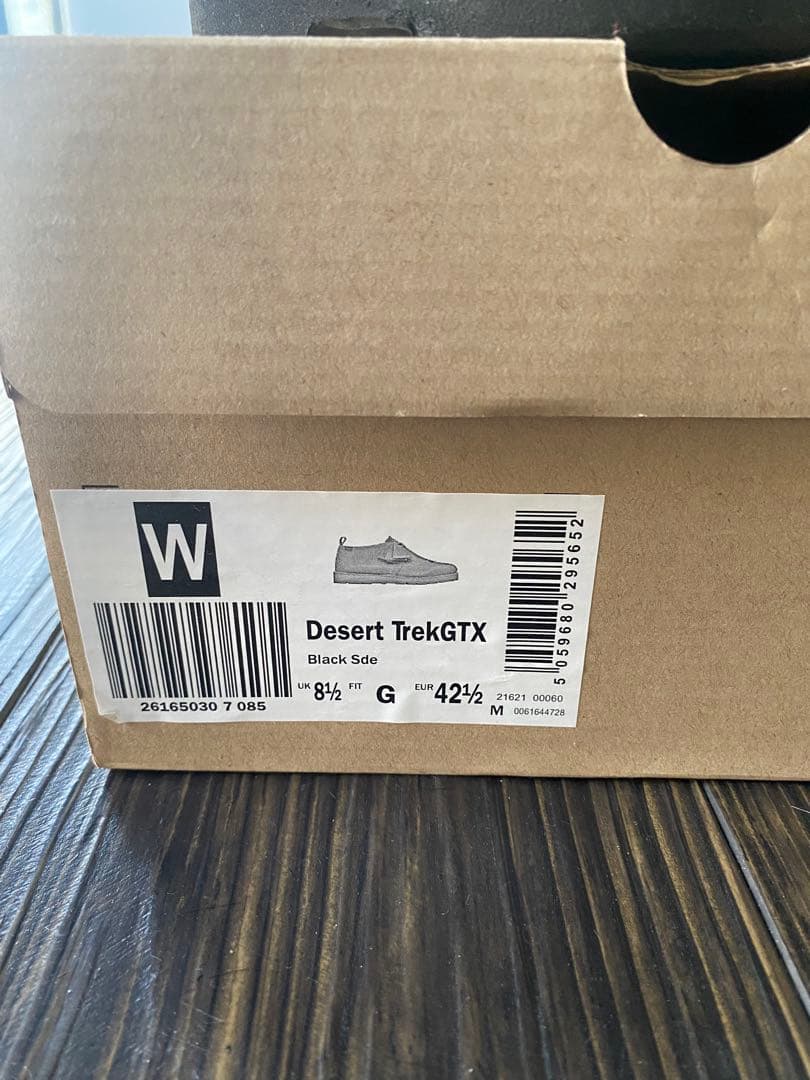 W
26165030 7 085
Desert TrekGTX
Black Sde
UK 8½ FIT G EUR 42½
21621 00060
M 0061644728
5 059680 295652